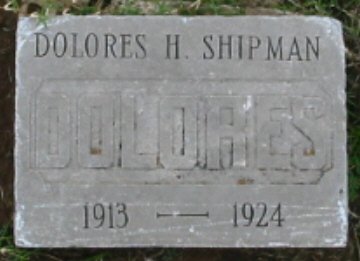 DOLORES H. SHIPMAN
DOLORES
1913 — 1924